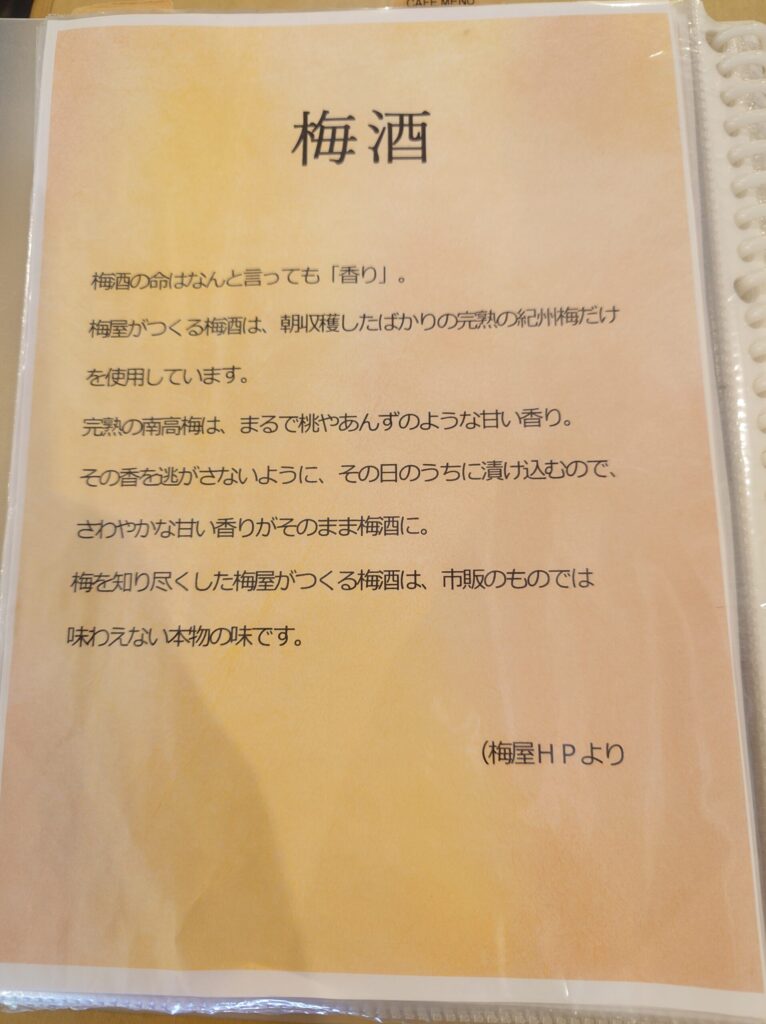 CAFE MENU
梅酒
梅酒の命はなんと言っても「香り」。
梅屋がつくる梅酒は、朝収穫したばかりの完熟の紀州梅だけ
を使用しています。
完熟の南高梅は、まるで桃やあんずのような甘い香り。
その香を逃がさないように、その日のうちに漬け込むので、
さわやかな甘い香りがそのまま梅酒に。
梅を知り尽くした梅屋がつくる梅酒は、市販のものでは
味わえない本物の味です。
（梅屋ＨＰより